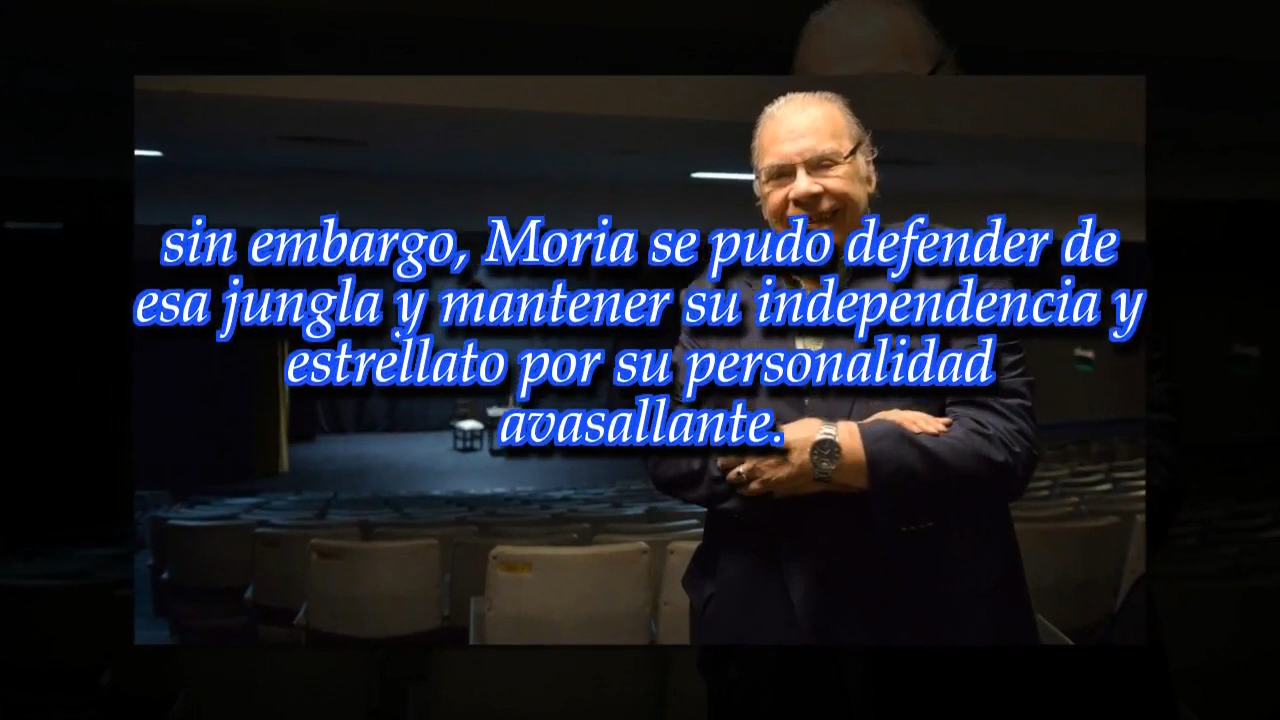 sin embargo, Moria se pudo defender de
esa jungla y mantener su independencia y
estrellato por su personalidad
avasallante.